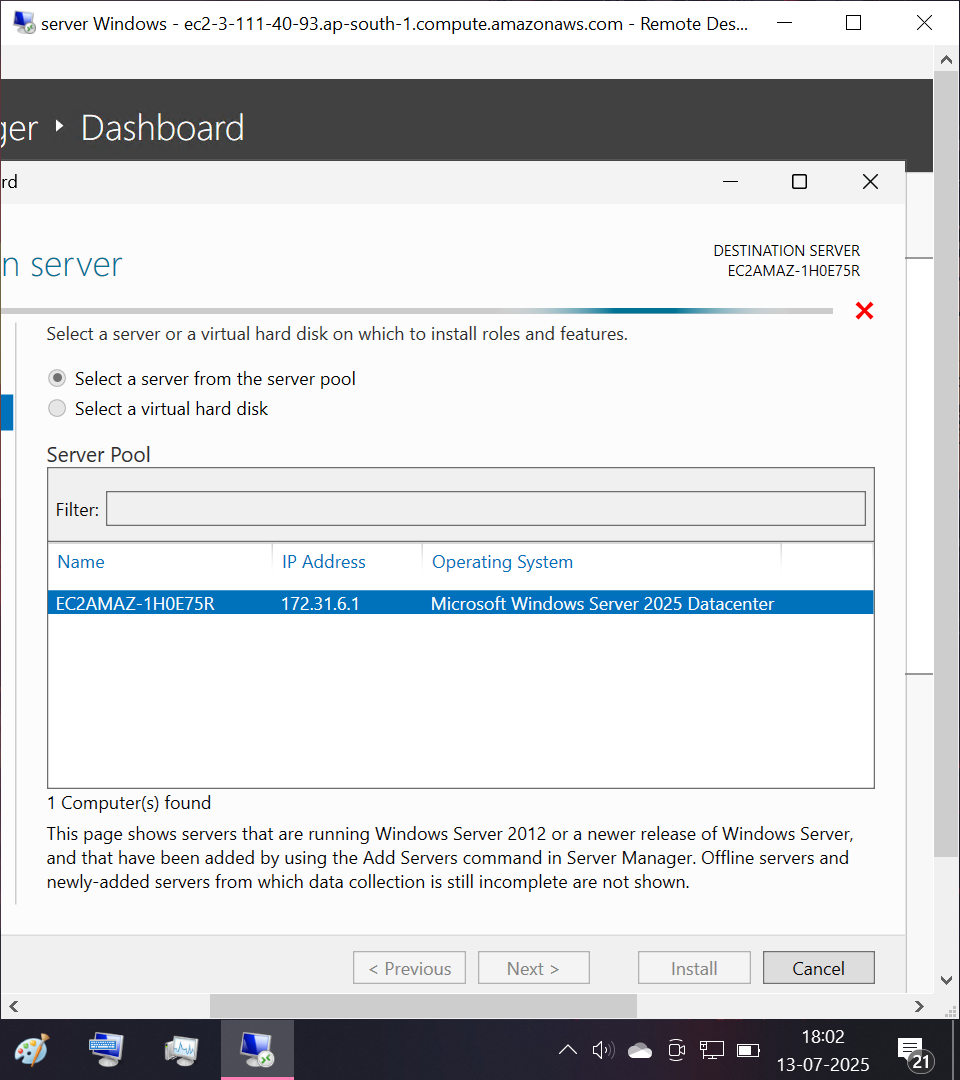 server Windows - ec2-3-111-40-93.ap-south-1.compute.amazonaws.com - Remote Des...
ger ‣ Dashboard
rd
n server
DESTINATION SERVER
EC2AMAZ-1H0E75R
Select a server or a virtual hard disk on which to install roles and features.
Select a server from the server pool
Select a virtual hard disk
Server Pool
Filter:
Name IP Address Operating System
EC2AMAZ-1H0E75R 172.31.6.1 Microsoft Windows Server 2025 Datacenter
1 Computer(s) found
This page shows servers that are running Windows Server 2012 or a newer release of Windows Server,
and that have been added by using the Add Servers command in Server Manager. Offline servers and
newly-added servers from which data collection is still incomplete are not shown.
< Previous Next > Install Cancel
18:02
13-07-2025
21